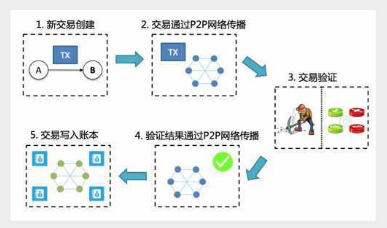 1. 新交易创建
TX
A
B
2. 交易通过P2P网络传播
TX
3. 交易验证
4. 验证结果通过P2P网络传播
5. 交易写入账本